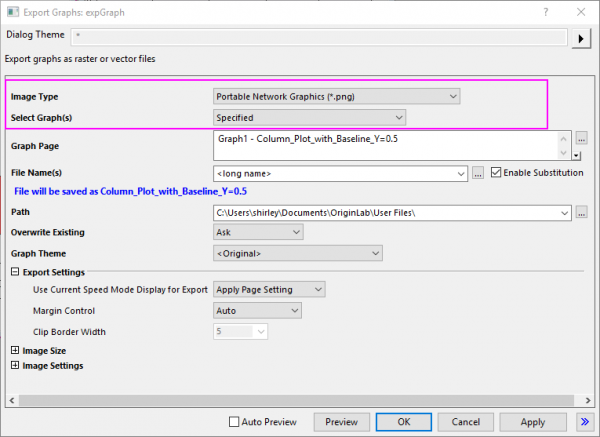 Export Graphs: expGraph ?
Dialog Theme *
Export graphs as raster or vector files
Image Type Portable Network Graphics (*.png)
Select Graph(s) Specified
Graph Page Graph1 - Column_Plot_with_Baseline_Y=0.5 ...
File Name(s) <long name> ... Enable Substitution
File will be saved as Column_Plot_with_Baseline_Y=0.5
Path C:\Users\shirley\Documents\OriginLab\User Files\ ...
Overwrite Existing Ask
Graph Theme <Original>
Export Settings
Use Current Speed Mode Display for Export Apply Page Setting
Margin Control Auto
Clip Border Width 5
Image Size
Image Settings
Auto Preview Preview OK Cancel Apply »